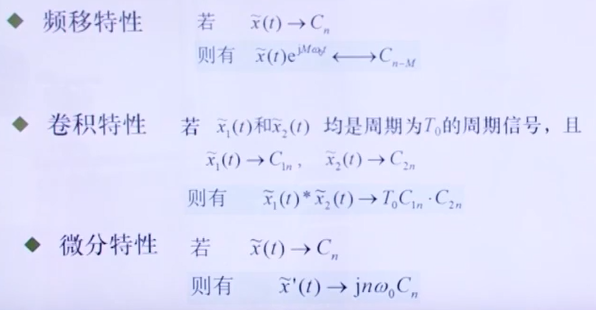 ◆ 频移特性 若 x̃(t) → Cₙ
则有 x̃(t)e^{jMω₀t} ⟷ C_{n−M}
◆ 卷积特性 若 x̃₁(t)和x̃₂(t) 均是周期为T₀的周期信号，且
x̃₁(t) → C₁ₙ， x̃₂(t) → C₂ₙ
则有 x̃₁(t) * x̃₂(t) → T₀C₁ₙ · C₂ₙ
◆ 微分特性 若 x̃(t) → Cₙ
则有 x̃'(t) → jnω₀Cₙ